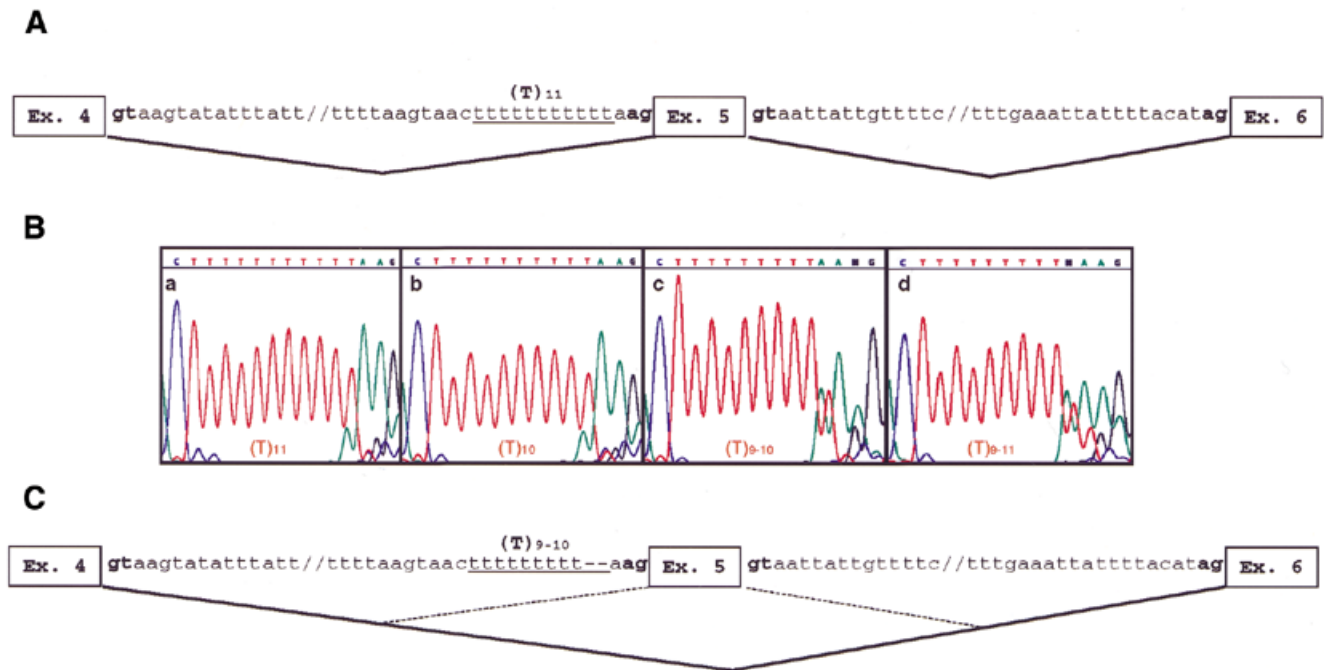 A
(T)11
Ex. 4 gtaagtatatttatt//ttttaagtaactttttttttttaag Ex. 5 gtaattattgttttc//tttgaaattattttacatag Ex. 6
B
C T T T T T T T T T T T A A G
C T T T T T T T T T T A A G
C T T T T T T T T T A A N G
C T T T T T T T T T N A A G
a b c d
(T)11 (T)10 (T)9-10 (T)9-11
C
(T)9-10
Ex. 4 gtaagtatatttatt//ttttaagtaacttttttttt--aag Ex. 5 gtaattattgttttc//tttgaaattattttacatag Ex. 6